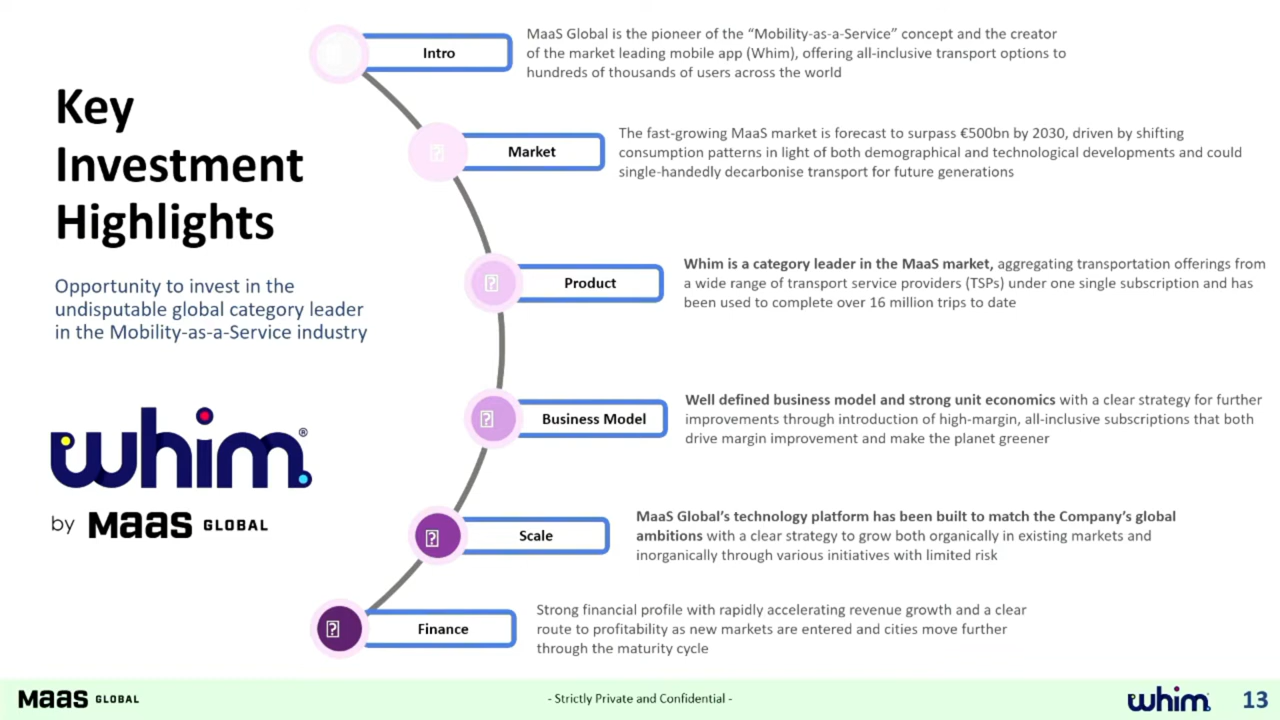 Key
Investment
Highlights
Opportunity to invest in the
undisputable global category leader
in the Mobility-as-a-Service industry
whim®
by MaaS GLOBAL
Intro
MaaS Global is the pioneer of the “Mobility-as-a-Service” concept and the creator
of the market leading mobile app (Whim), offering all-inclusive transport options to
hundreds of thousands of users across the world
Market
The fast-growing MaaS market is forecast to surpass €500bn by 2030, driven by shifting
consumption patterns in light of both demographical and technological developments and could
single-handedly decarbonise transport for future generations
Product
Whim is a category leader in the MaaS market, aggregating transportation offerings from
a wide range of transport service providers (TSPs) under one single subscription and has
been used to complete over 16 million trips to date
Business Model
Well defined business model and strong unit economics with a clear strategy for further
improvements through introduction of high-margin, all-inclusive subscriptions that both
drive margin improvement and make the planet greener
Scale
MaaS Global’s technology platform has been built to match the Company’s global
ambitions with a clear strategy to grow both organically in existing markets and
inorganically through various initiatives with limited risk
Finance
Strong financial profile with rapidly accelerating revenue growth and a clear
route to profitability as new markets are entered and cities move further
through the maturity cycle
MaaS GLOBAL
- Strictly Private and Confidential -
whim
13